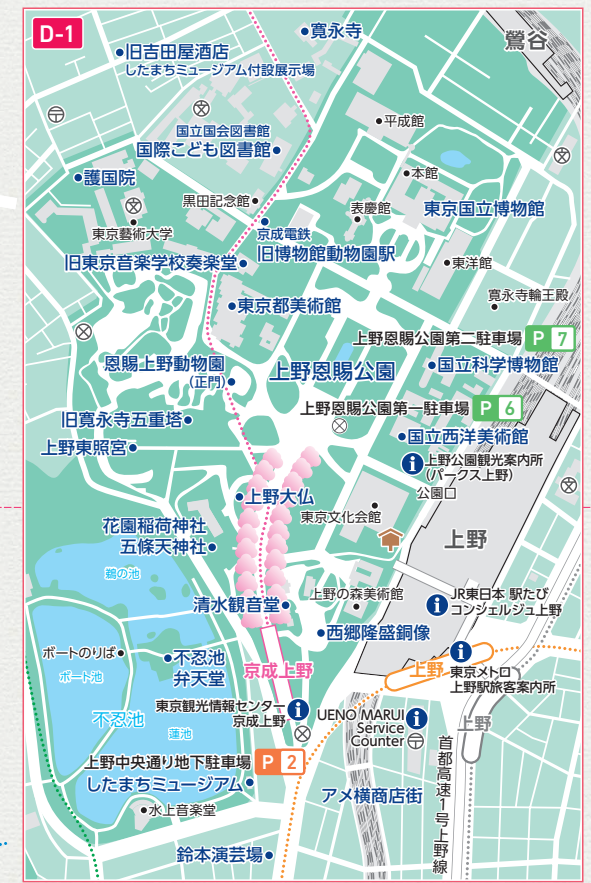 D-1
寛永寺
鶯谷
旧吉田屋酒店
したまちミュージアム付設展示場
平成館
国立国会図書館
国際こども図書館
本館
護国院
黒田記念館
表慶館
東京国立博物館
東京藝術大学
京成電鉄
旧博物館動物園駅
旧東京音楽学校奏楽堂
東洋館
寛永寺輪王殿
東京都美術館
上野恩賜公園第二駐車場 P 7
恩賜上野動物園
(正門)
上野恩賜公園
国立科学博物館
上野恩賜公園第一駐車場 P 6
旧寛永寺五重塔
国立西洋美術館
上野東照宮
i 上野公園観光案内所
(パークス上野)
公園口
上野大仏
東京文化会館
花園稲荷神社
五條天神社
上野
鵜の池
上野の森美術館
i JR東日本 駅たび
コンシェルジュ上野
清水観音堂
西郷隆盛銅像
ボートのりば
不忍池
弁天堂
京成上野
上野
i 東京メトロ
上野駅旅客案内所
ボート池
東京観光情報センター
京成上野 i
不忍池
蓮池
UENO MARUI
Service
Counter i
上野
上野中央通り地下駐車場 P 2
首都高速1号上野線
したまちミュージアム
アメ横商店街
水上音楽堂
鈴本演芸場